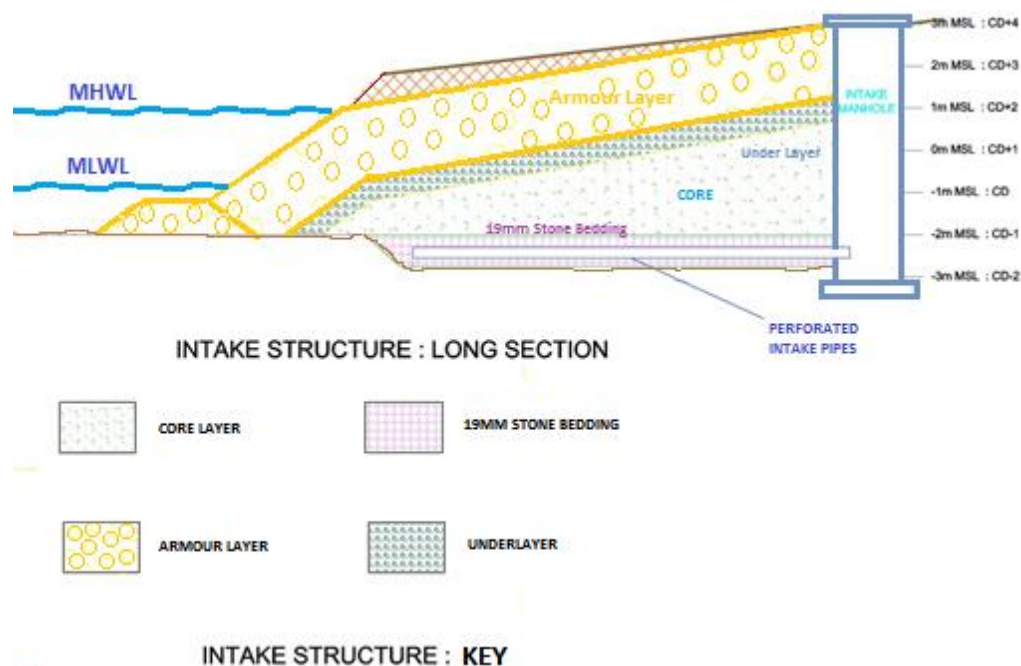 3m MSL : CD+4
MHWL
2m MSL : CD+3
Armour Layer
INTAKE
MANHOLE
1m MSL : CD+2
MLWL
Under Layer
0m MSL : CD+1
CORE
-1m MSL : CD
19mm Stone Bedding
-2m MSL : CD-1
-3m MSL : CD-2
PERFORATED
INTAKE PIPES
INTAKE STRUCTURE : LONG SECTION
CORE LAYER
19MM STONE BEDDING
ARMOUR LAYER
UNDERLAYER
INTAKE STRUCTURE : KEY